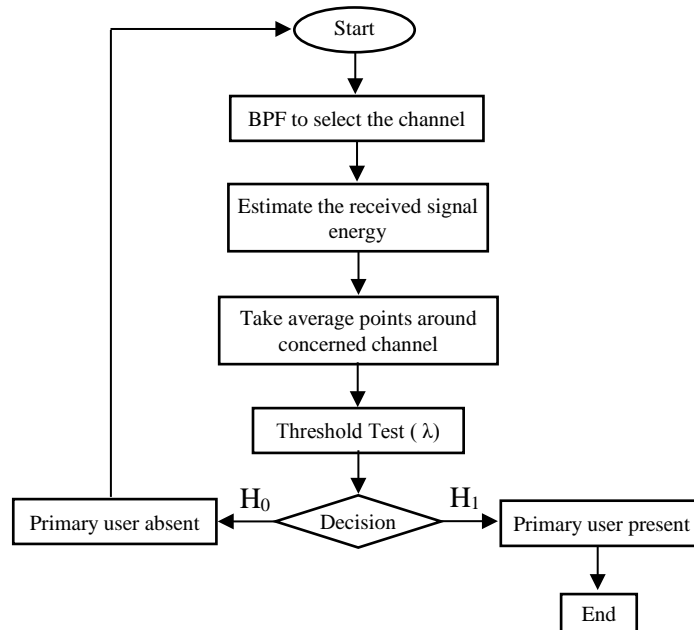 Start
BPF to select the channel
Estimate the received signal
energy
Take average points around
concerned channel
Threshold Test ( λ)
H₀
H₁
Primary user absent
Decision
Primary user present
End